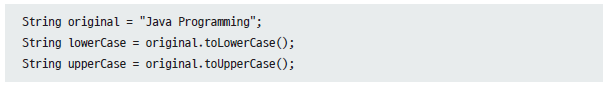 String original = "Java Programming";
String lowerCase = original.toLowerCase();
String upperCase = original.toUpperCase();